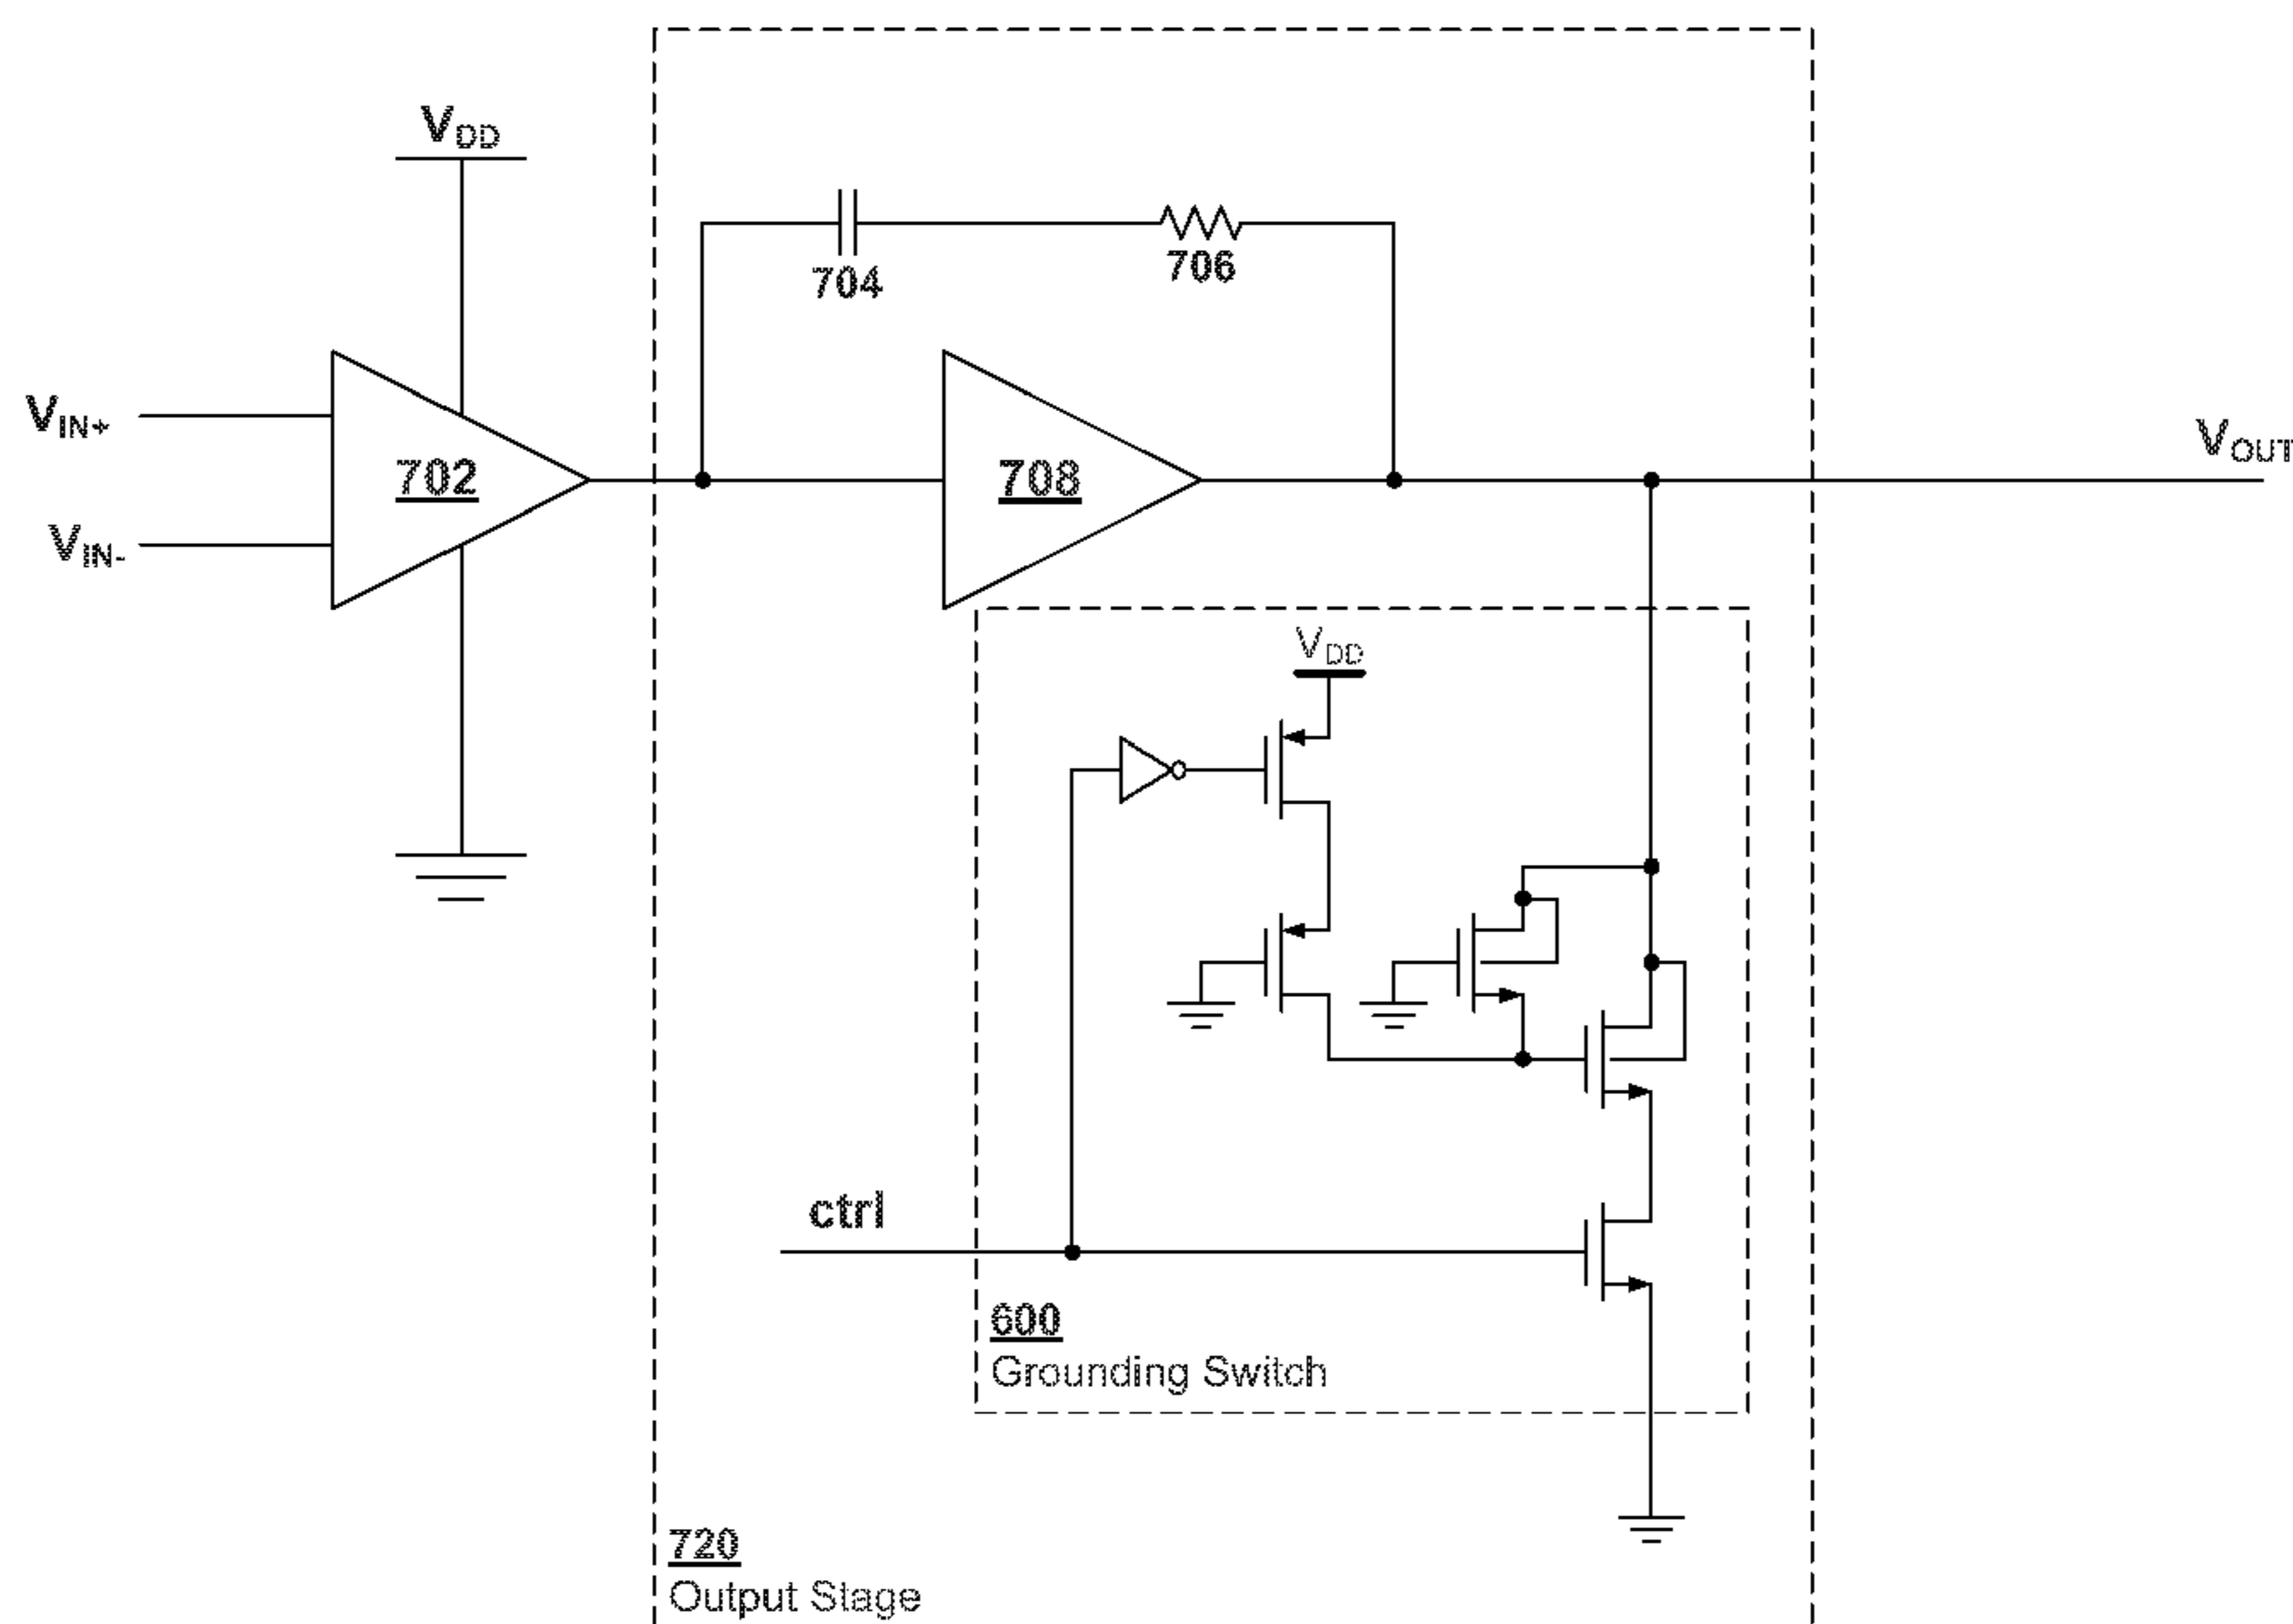 VDD
704
706
VIN+
702
708
VOUT
VIN-
VDD
ctrl
600
Grounding Switch
720
Output Stage